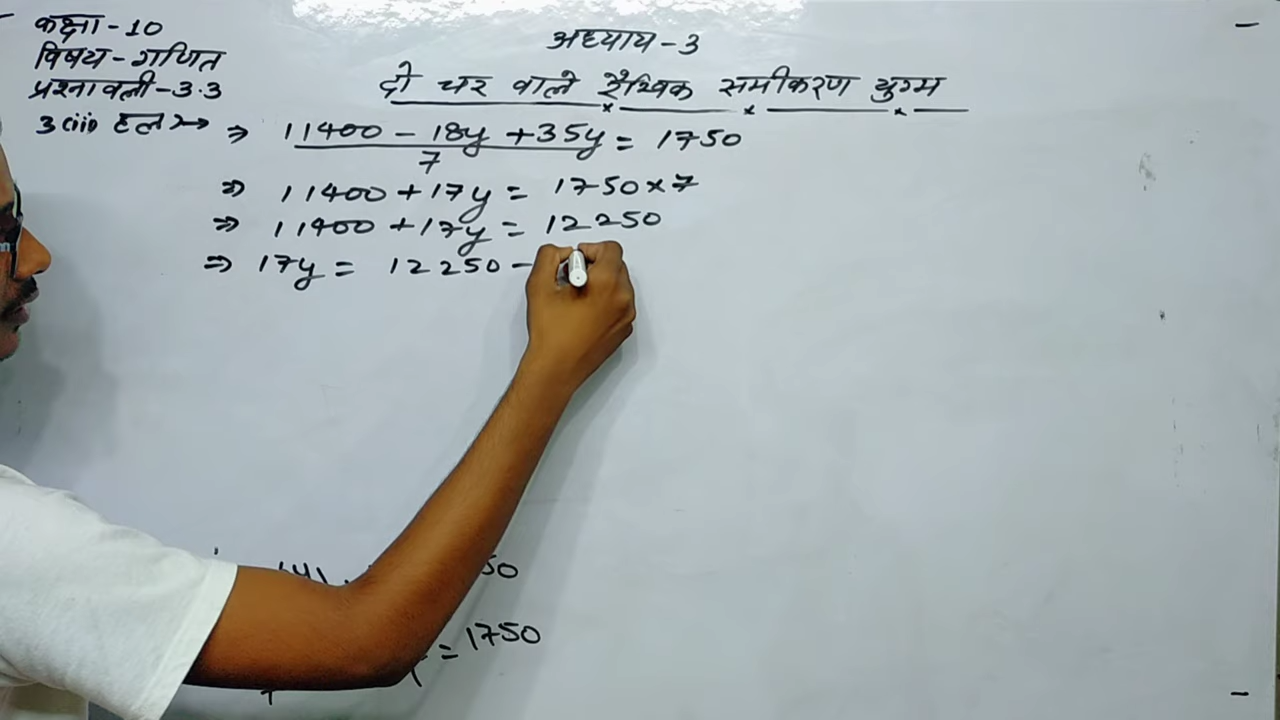 कक्षा-10
विषय-गणित
प्रश्नावली-3.3
अध्याय-3
दो चर वाले रैखिक समीकरण युग्म
3(iii) हल→ ⇒ 11400 - 18y + 35y / 7 = 1750
⇒ 11400 + 17y = 1750 × 7
⇒ 11400 + 17y = 12250
⇒ 17y = 12250 -
= 1750